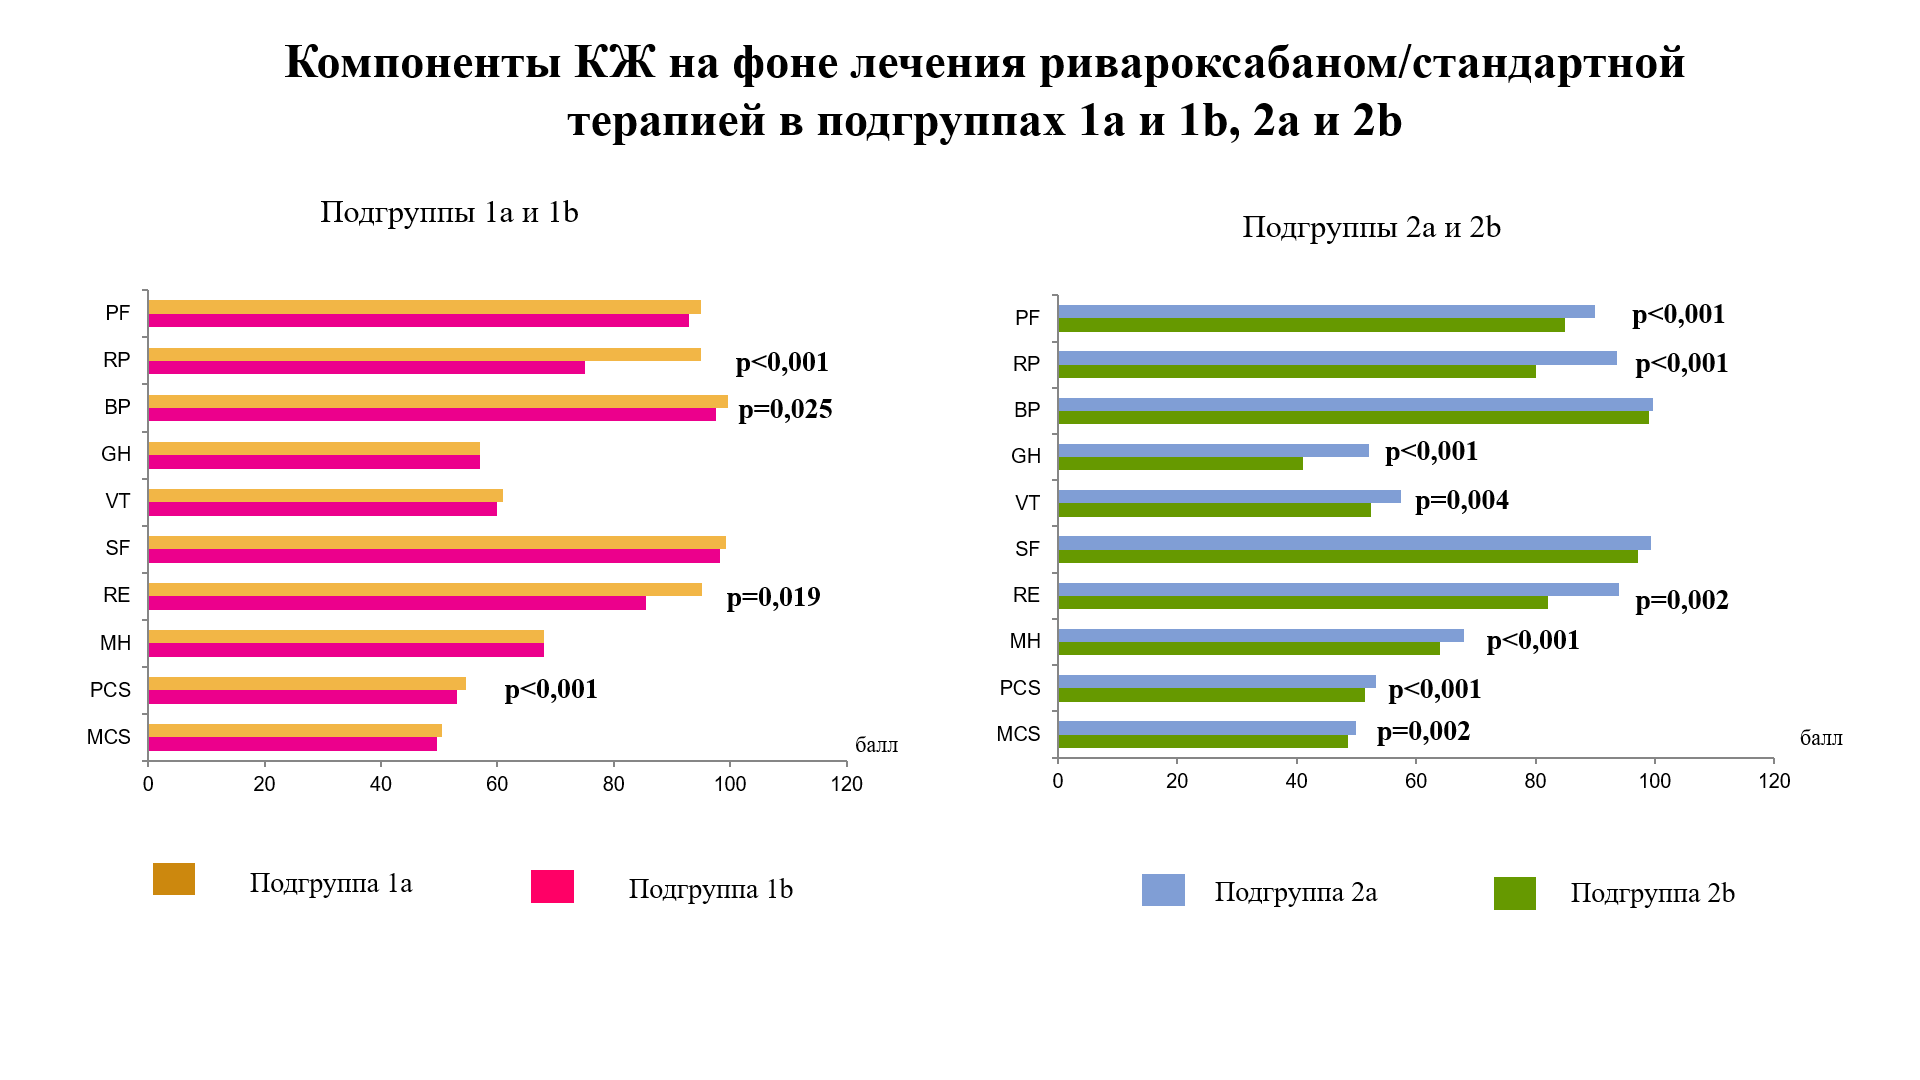 Компоненты КЖ на фоне лечения ривароксабаном/стандартной
терапией в подгруппах 1a и 1b, 2a и 2b
Подгруппы 1a и 1b
PF
RP p<0,001
BP p=0,025
GH
VT
SF
RE p=0,019
MH
PCS p<0,001
MCS
балл
0 20 40 60 80 100 120
Подгруппа 1a
Подгруппа 1b
Подгруппы 2a и 2b
PF p<0,001
RP p<0,001
BP
GH p<0,001
VT p=0,004
SF
RE p=0,002
MH p<0,001
PCS p<0,001
MCS p=0,002
балл
0 20 40 60 80 100 120
Подгруппа 2a
Подгруппа 2b